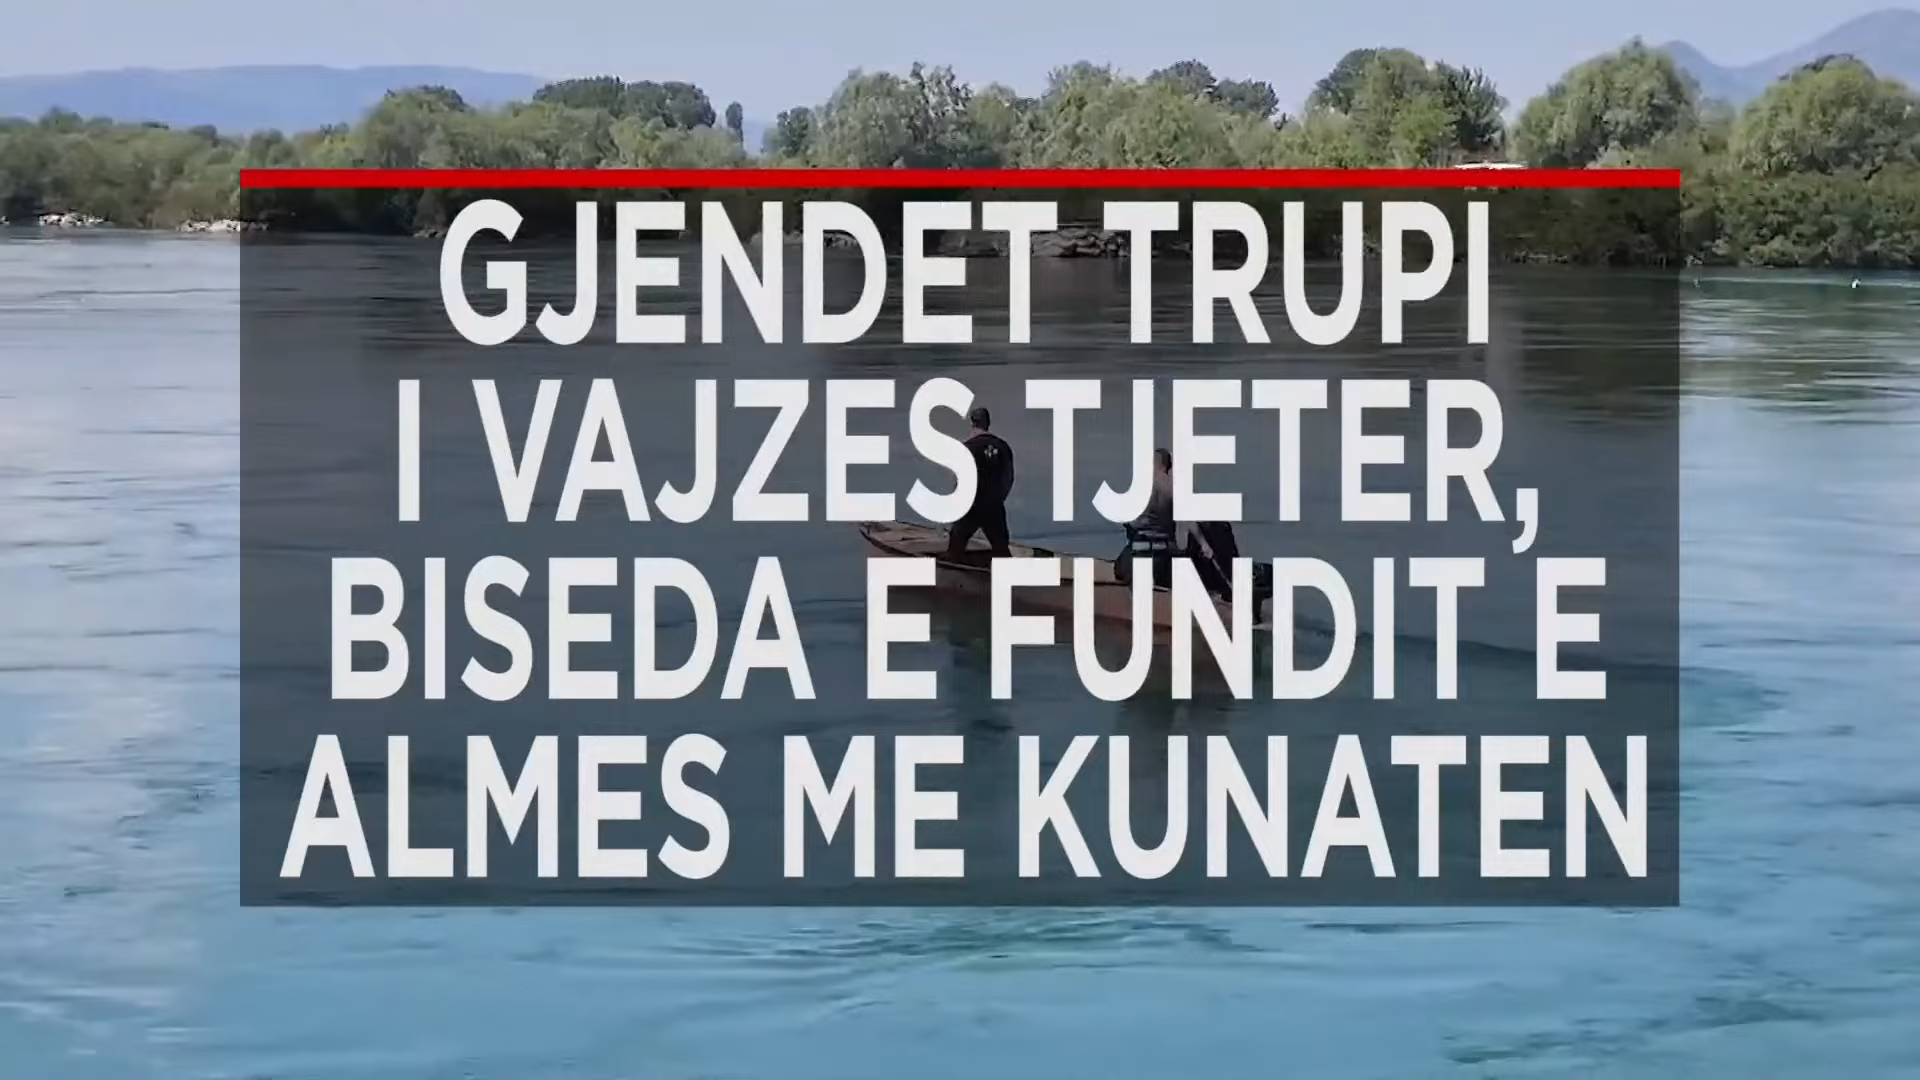 GJENDET TRUPI
I VAJZES TJETER,
BISEDA E FUNDIT E
ALMES ME KUNATEN